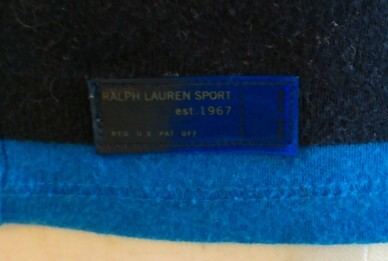 RALPH LAUREN SPORT
est. 1967
REG. U.S. PAT. OFF.